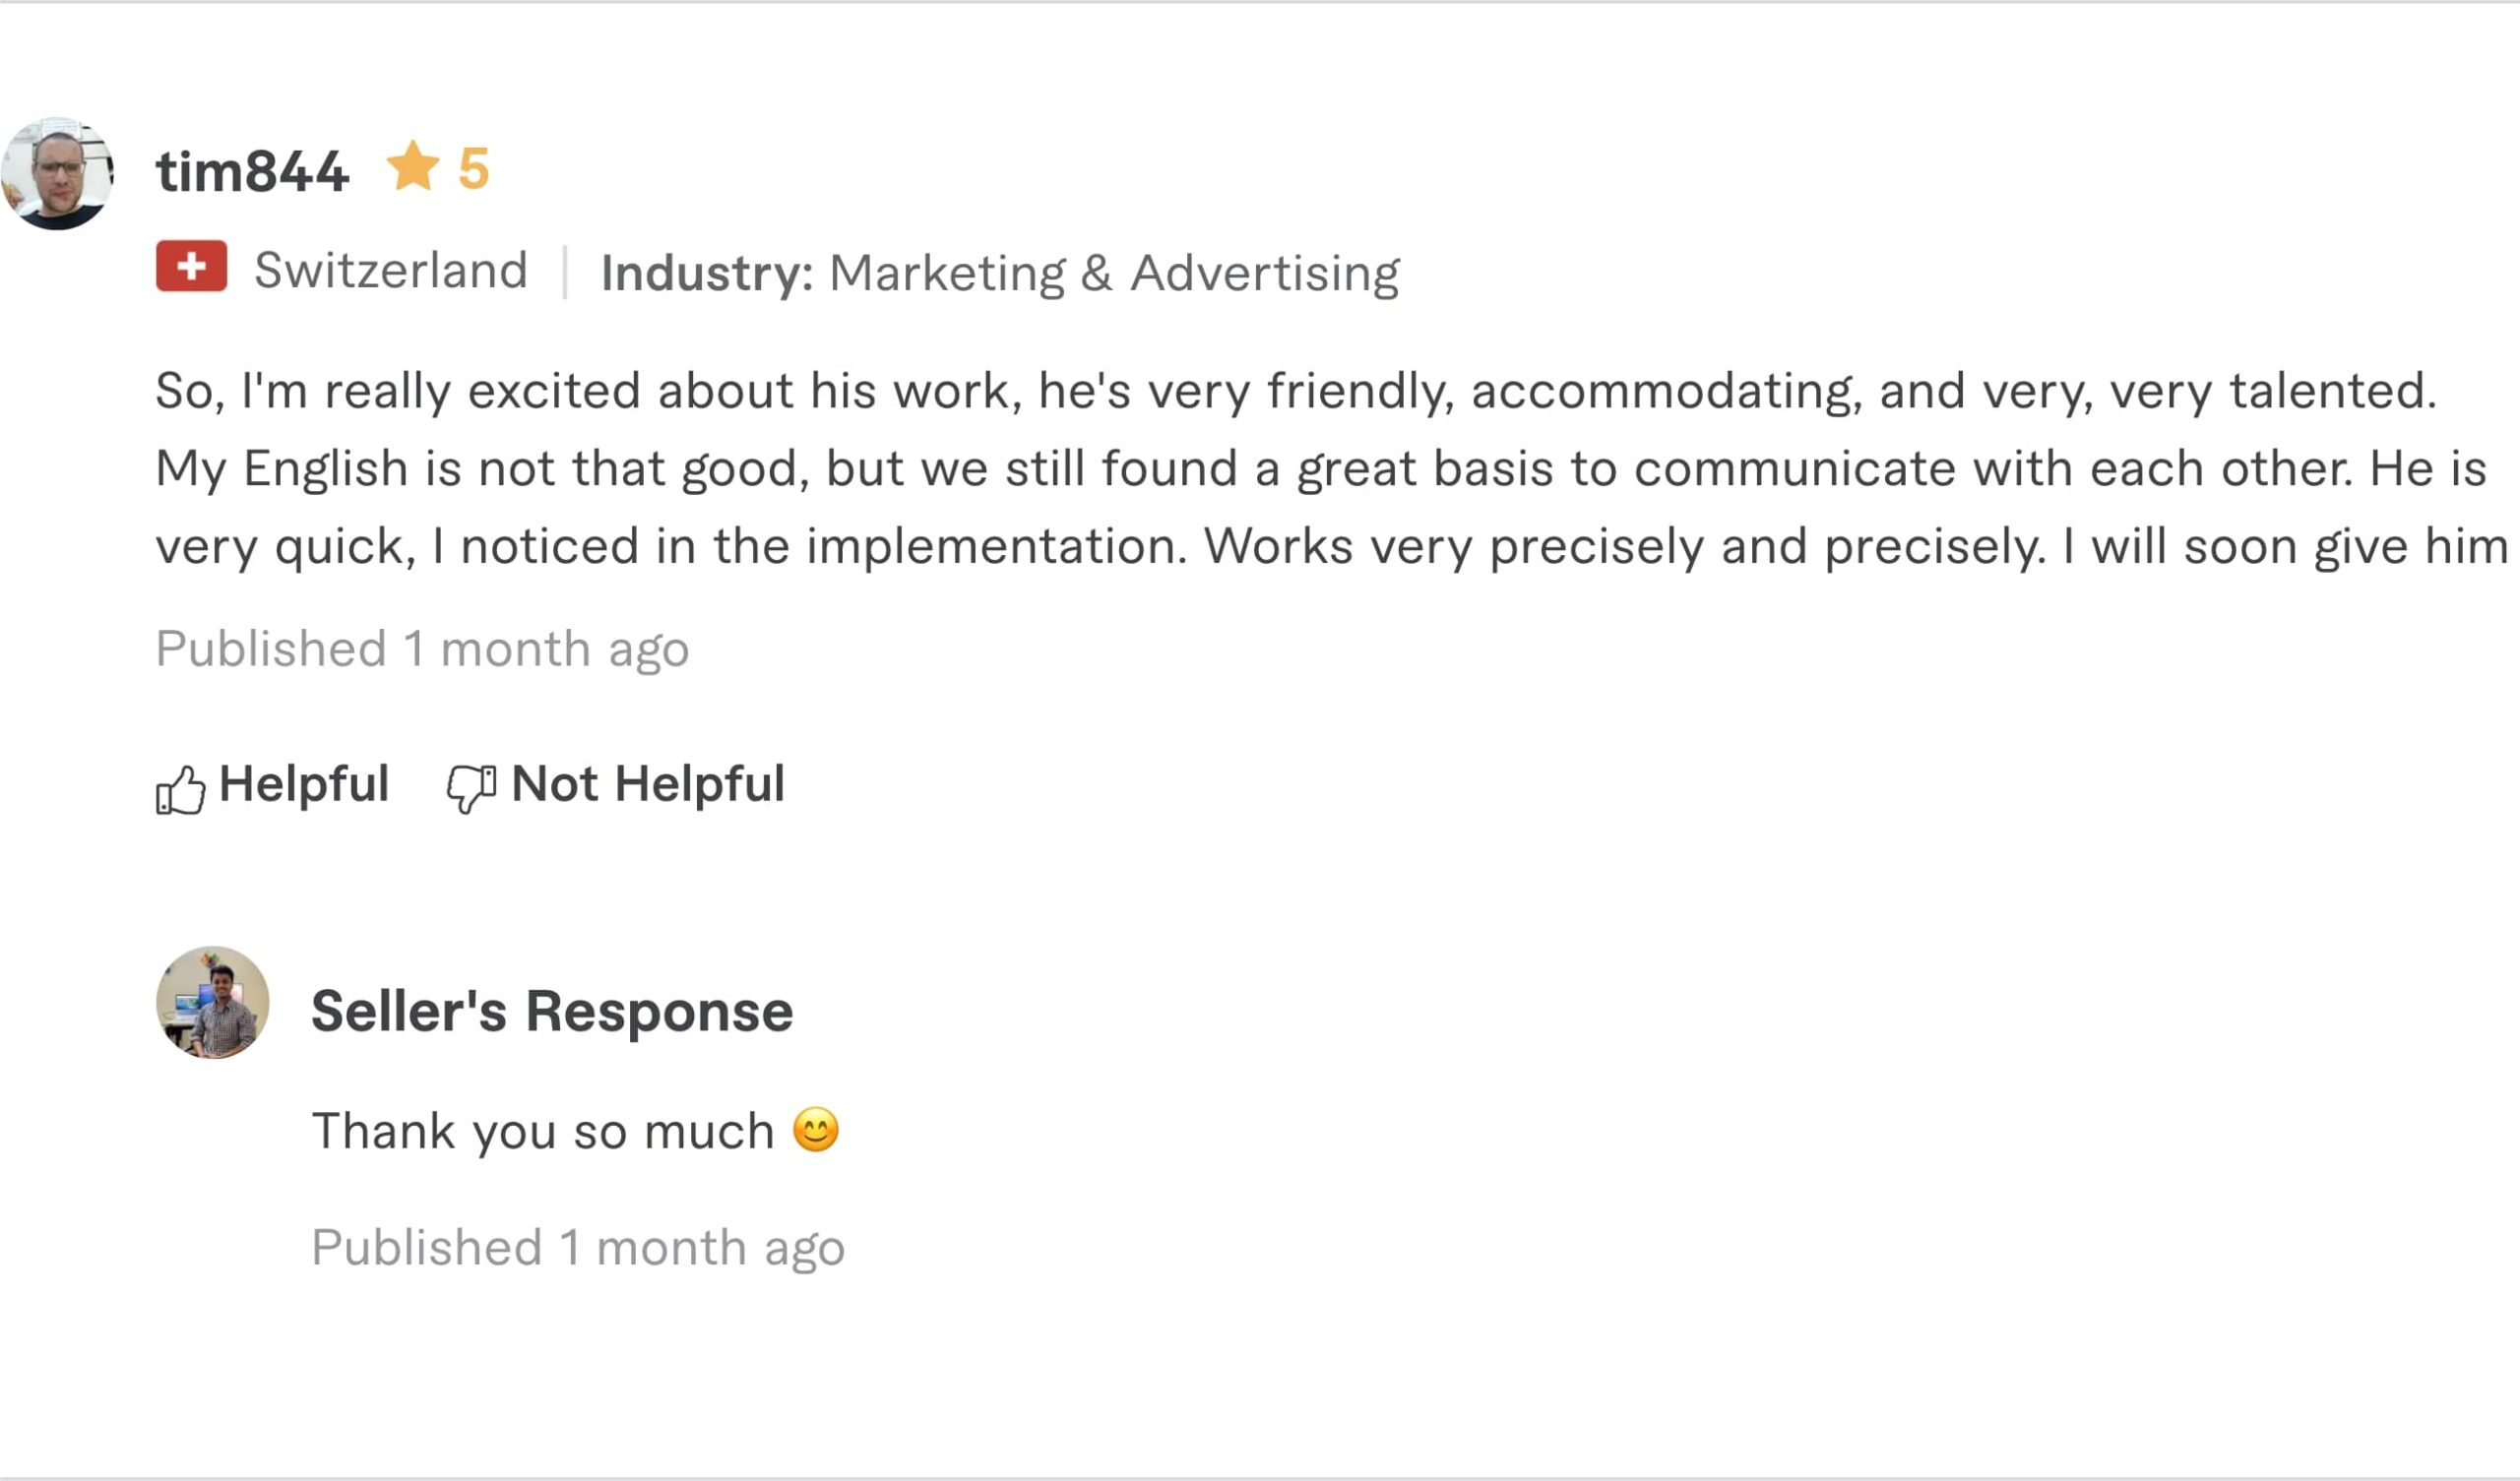 tim844 ★ 5
Switzerland | Industry: Marketing & Advertising
So, I'm really excited about his work, he's very friendly, accommodating, and very, very talented.
My English is not that good, but we still found a great basis to communicate with each other. He is
very quick, I noticed in the implementation. Works very precisely and precisely. I will soon give him
Published 1 month ago
Helpful Not Helpful
Seller's Response
Thank you so much 😊
Published 1 month ago